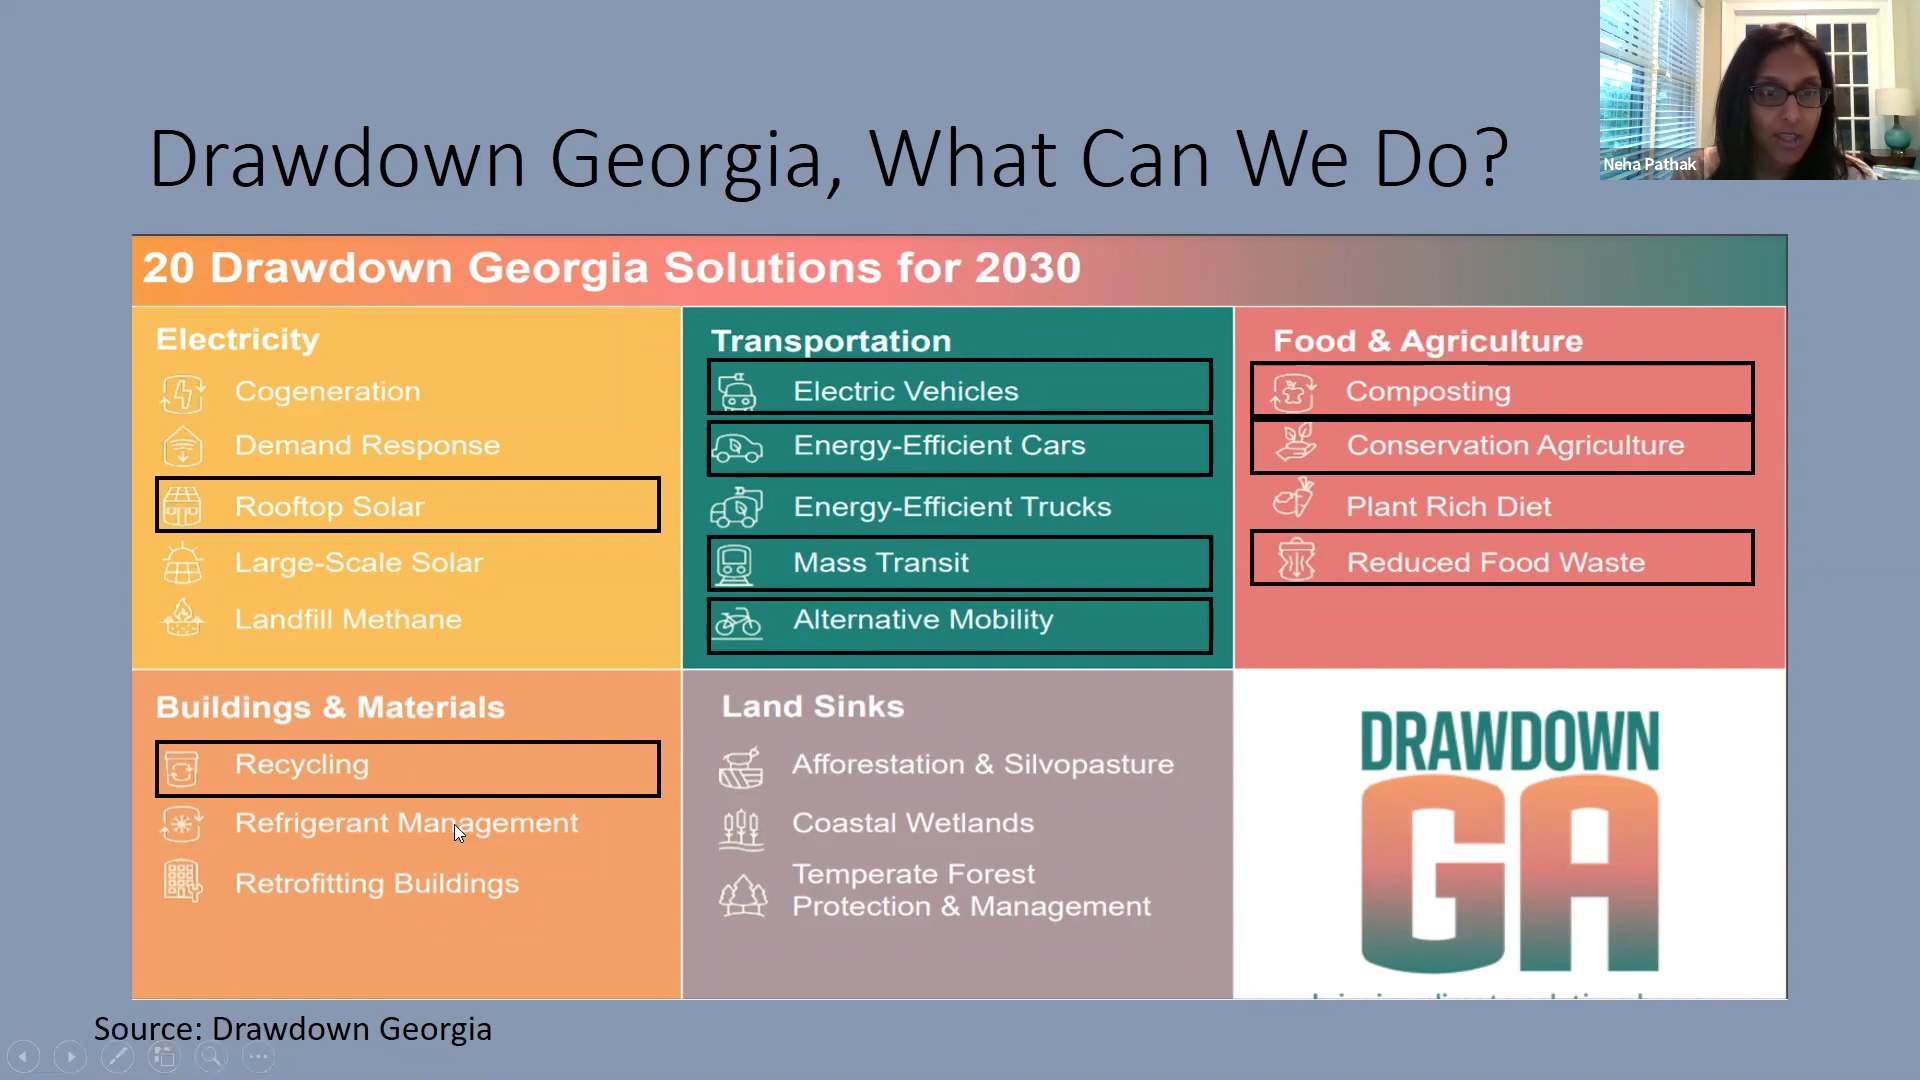 Drawdown Georgia, What Can We Do?
Neha Pathak
20 Drawdown Georgia Solutions for 2030
Electricity
Cogeneration
Demand Response
Rooftop Solar
Large-Scale Solar
Landfill Methane
Transportation
Electric Vehicles
Energy-Efficient Cars
Energy-Efficient Trucks
Mass Transit
Alternative Mobility
Food & Agriculture
Composting
Conservation Agriculture
Plant Rich Diet
Reduced Food Waste
Buildings & Materials
Recycling
Refrigerant Management
Retrofitting Buildings
Land Sinks
Afforestation & Silvopasture
Coastal Wetlands
Temperate Forest
Protection & Management
DRAWDOWN
GA
Source: Drawdown Georgia